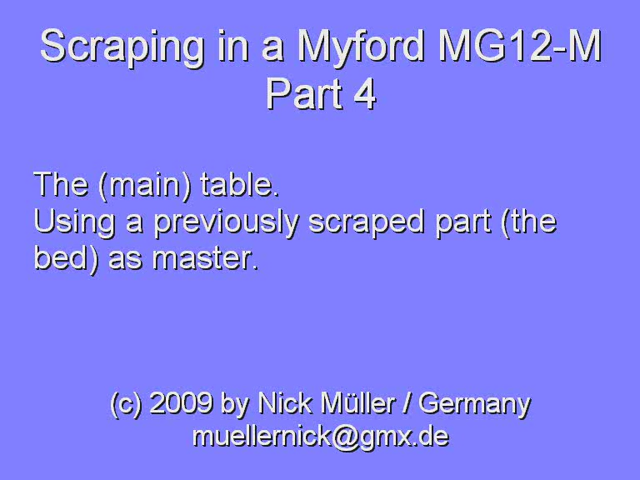 Scraping in a Myford MG12-M
Part 4
The (main) table.
Using a previously scraped part (the
bed) as master.
(c) 2009 by Nick Müller / Germany
muellernick@gmx.de